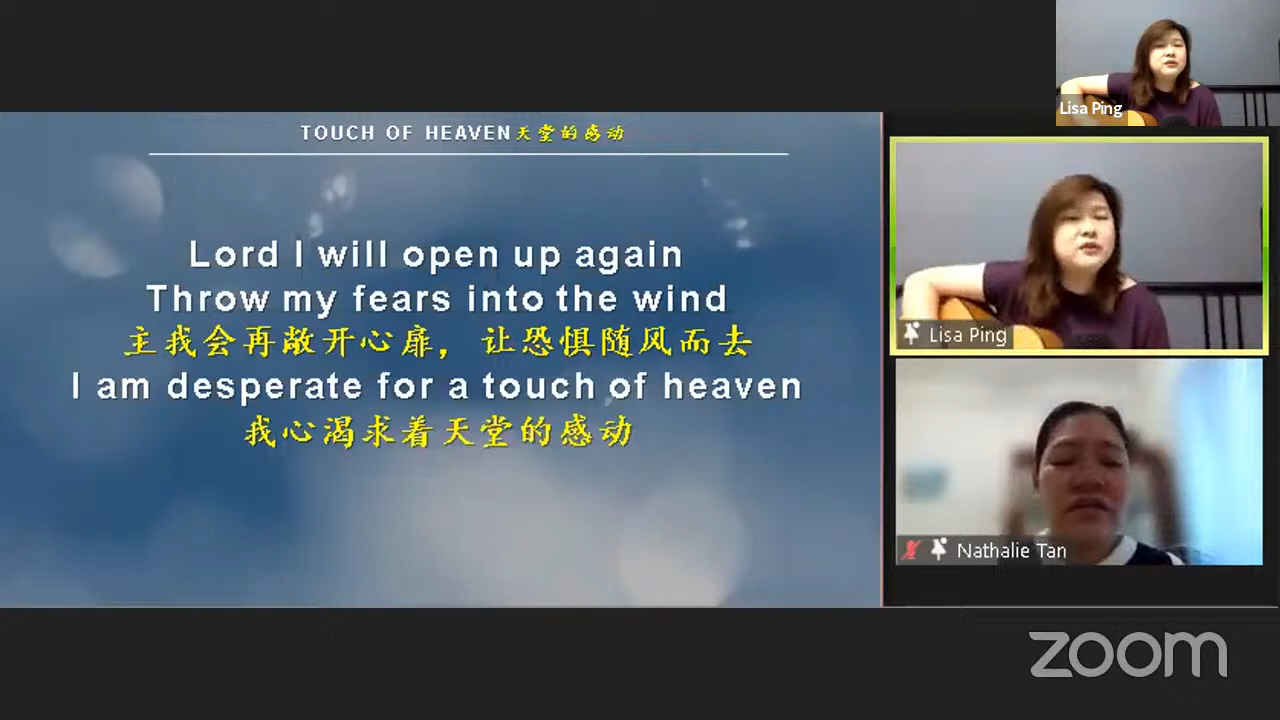 Lisa Ping
TOUCH OF HEAVEN天堂的感动
Lord I will open up again
Throw my fears into the wind
主我会再敞开心扉，让恐惧随风而去
I am desperate for a touch of heaven
我心渴求着天堂的感动
Lisa Ping
Nathalie Tan
zoom